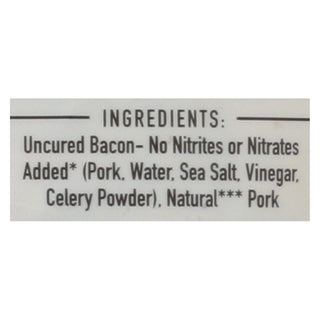 INGREDIENTS:
Uncured Bacon– No Nitrites or Nitrates
Added* (Pork, Water, Sea Salt, Vinegar,
Celery Powder), Natural*** Pork